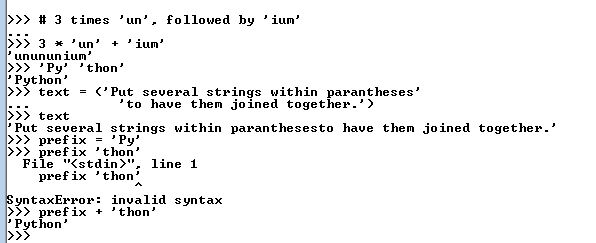 >>> # 3 times 'un', followed by 'ium'
...
>>> 3 * 'un' + 'ium'
'unununium'
>>> 'Py' 'thon'
'Python'
>>> text = ('Put several strings within parantheses'
...         'to have them joined together.')
>>> text
'Put several strings within paranthesesto have them joined together.'
>>> prefix = 'Py'
>>> prefix 'thon'
  File "<stdin>", line 1
    prefix 'thon'
                ^
SyntaxError: invalid syntax
>>> prefix + 'thon'
'Python'
>>>